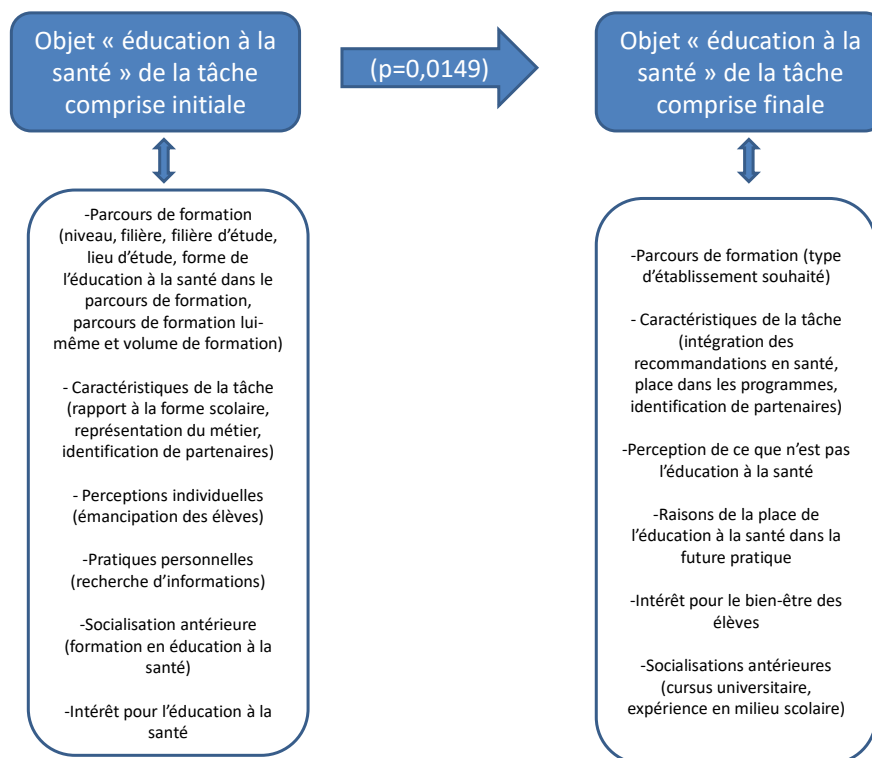 Objet « éducation à la
santé » de la tâche
comprise initiale
(p=0,0149)
Objet « éducation à la
santé » de la tâche
comprise finale
-Parcours de formation
(niveau, filière, filière d'étude,
lieu d'étude, forme de
l'éducation à la santé dans le
parcours de formation,
parcours de formation lui-
même et volume de formation)
- Caractéristiques de la tâche
(rapport à la forme scolaire,
représentation du métier,
identification de partenaires)
- Perceptions individuelles
(émancipation des élèves)
-Pratiques personnelles
(recherche d'informations)
-Socialisation antérieure
(formation en éducation à la
santé)
-Intérêt pour l'éducation à la
santé
-Parcours de formation (type
d'établissement souhaité)
- Caractéristiques de la tâche
(intégration des
recommandations en santé,
place dans les programmes,
identification de partenaires)
-Perception de ce que n'est pas
l'éducation à la santé
-Raisons de la place de
l'éducation à la santé dans la
future pratique
-Intérêt pour le bien-être des
élèves
-Socialisations antérieures
(cursus universitaire,
expérience en milieu scolaire)